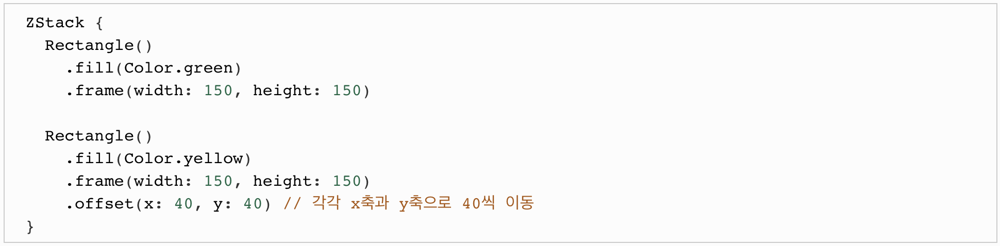 ZStack {
  Rectangle()
    .fill(Color.green)
    .frame(width: 150, height: 150)

  Rectangle()
    .fill(Color.yellow)
    .frame(width: 150, height: 150)
    .offset(x: 40, y: 40) // 각각 x축과 y축으로 40씩 이동
}